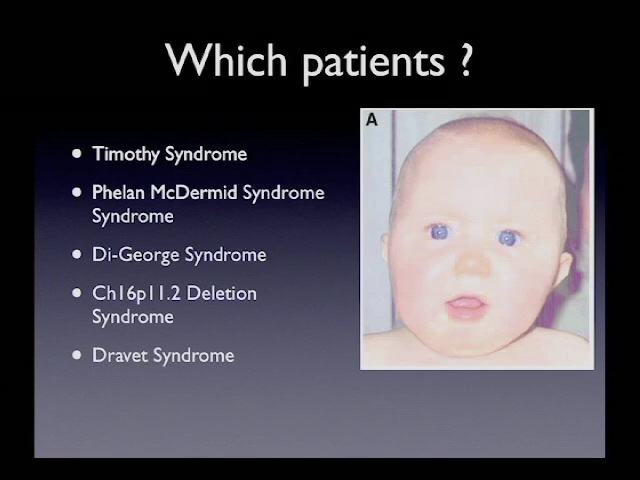 Which patients ?
A
• Timothy Syndrome
• Phelan McDermid Syndrome
Syndrome
• Di-George Syndrome
• Ch16p11.2 Deletion
Syndrome
• Dravet Syndrome